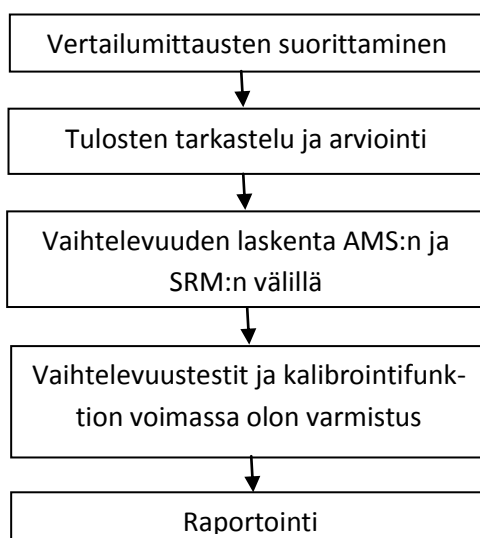 Vertailumittausten suorittaminen
Tulosten tarkastelu ja arviointi
Vaihtelevuuden laskenta AMS:n ja
SRM:n välillä
Vaihtelevuustestit ja kalibrointifunk-
tion voimassa olon varmistus
Raportointi